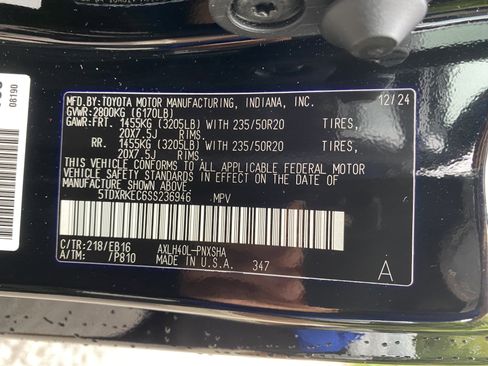 MFD.BY:TOYOTA MOTOR MANUFACTURING, INDIANA, INC. 12/24
GVWR:2800KG (6170LB)
GAWR:FRT. 1455KG (3205LB) WITH 235/50R20 TIRES,
20X7.5J RIMS.
RR. 1455KG (3205LB) WITH 235/50R20 TIRES,
20X7.5J RIMS.
THIS VEHICLE CONFORMS TO ALL APPLICABLE FEDERAL MOTOR
VEHICLE SAFETY STANDARDS IN EFFECT ON THE DATE OF
MANUFACTURE SHOWN ABOVE.
5TDXRKEC6SS236946 MPV
C/TR:218/EB16 AXLH40L-PNXSHA
A/TM: /P810 MADE IN U.S.A. 347 A
08190